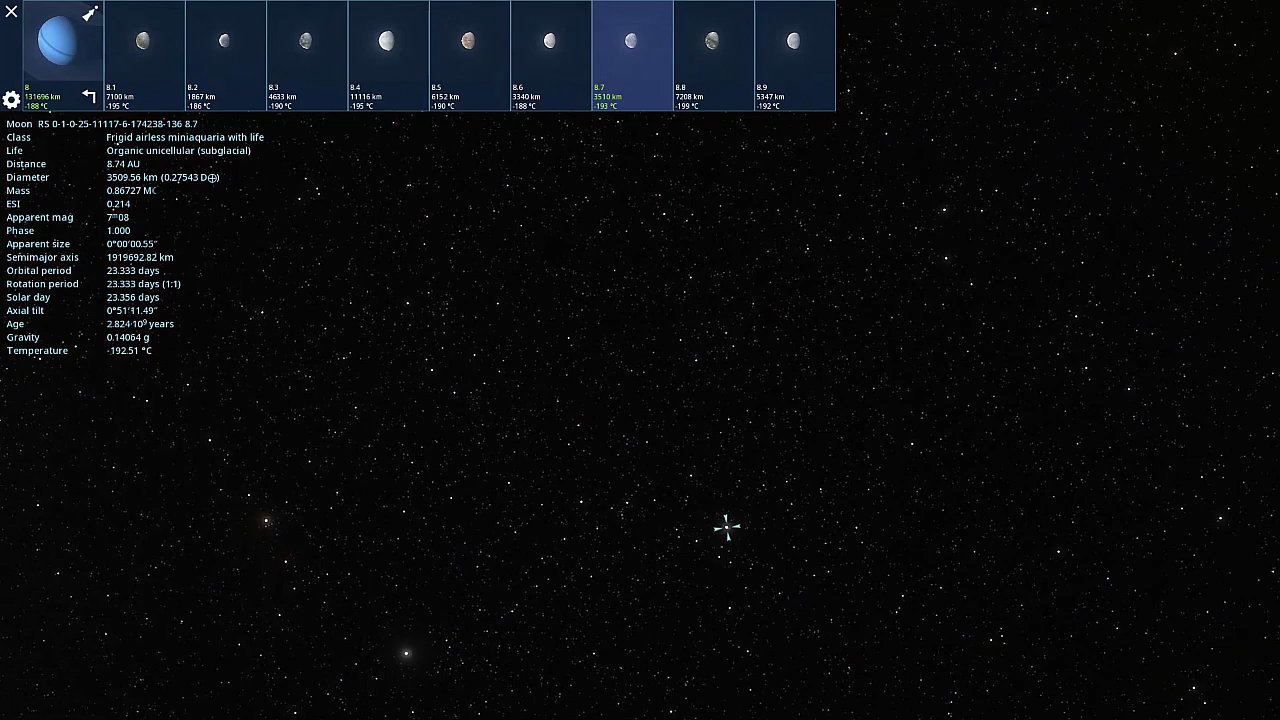 8 8.1 8.2 8.3 8.4 8.5 8.6 8.7 8.8 8.9
131696 km 7100 km 1867 km 4633 km 11116 km 6152 km 3340 km 3510 km 7208 km 5347 km
-188 °C -195 °C -186 °C -190 °C -195 °C -190 °C -188 °C -193 °C -199 °C -192 °C
Moon RS 0-1-0-25-11117-6-174238-136 8.7
Class Frigid airless miniaquaria with life
Life Organic unicellular (subglacial)
Distance 8.74 AU
Diameter 3509.56 km (0.27543 D⊕)
Mass 0.86727 M☾
ESI 0.214
Apparent mag 7ᵐ08
Phase 1.000
Apparent size 0°00'00.55"
Semimajor axis 1919692.82 km
Orbital period 23.333 days
Rotation period 23.333 days (1:1)
Solar day 23.356 days
Axial tilt 0°51'11.49"
Age 2.824·10⁹ years
Gravity 0.14064 g
Temperature -192.51 °C